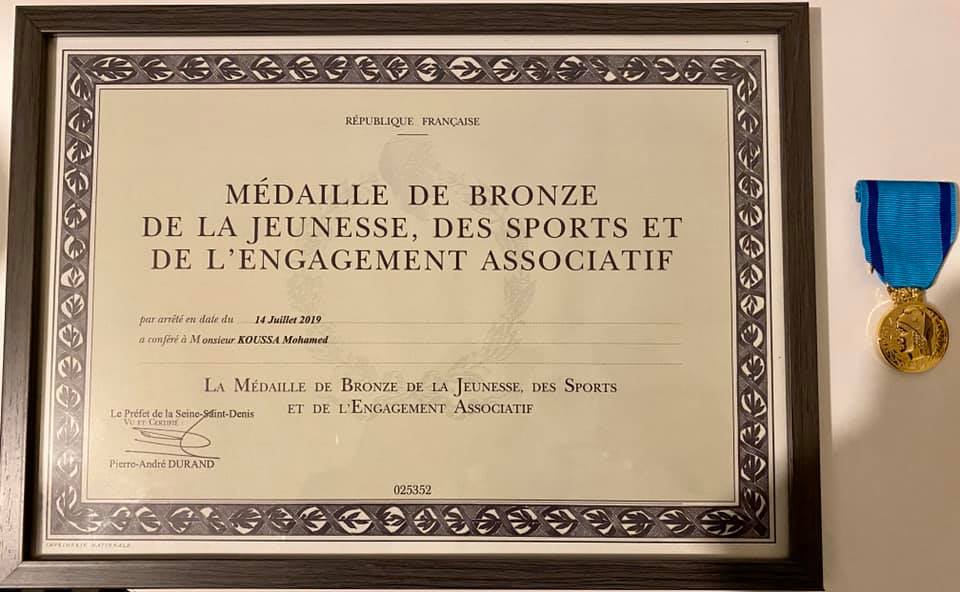 RÉPUBLIQUE FRANÇAISE
MÉDAILLE DE BRONZE
DE LA JEUNESSE, DES SPORTS ET
DE L'ENGAGEMENT ASSOCIATIF
par arrêté en date du 14 Juillet 2019
a conféré à Monsieur KOUSSA Mohamed
LA MÉDAILLE DE BRONZE DE LA JEUNESSE, DES SPORTS
ET DE L'ENGAGEMENT ASSOCIATIF
Le Préfet de la Seine-Saint-Denis
VU ET CERTIFIÉ :
Pierre-André DURAND
025352
IMPRIMERIE NATIONALE